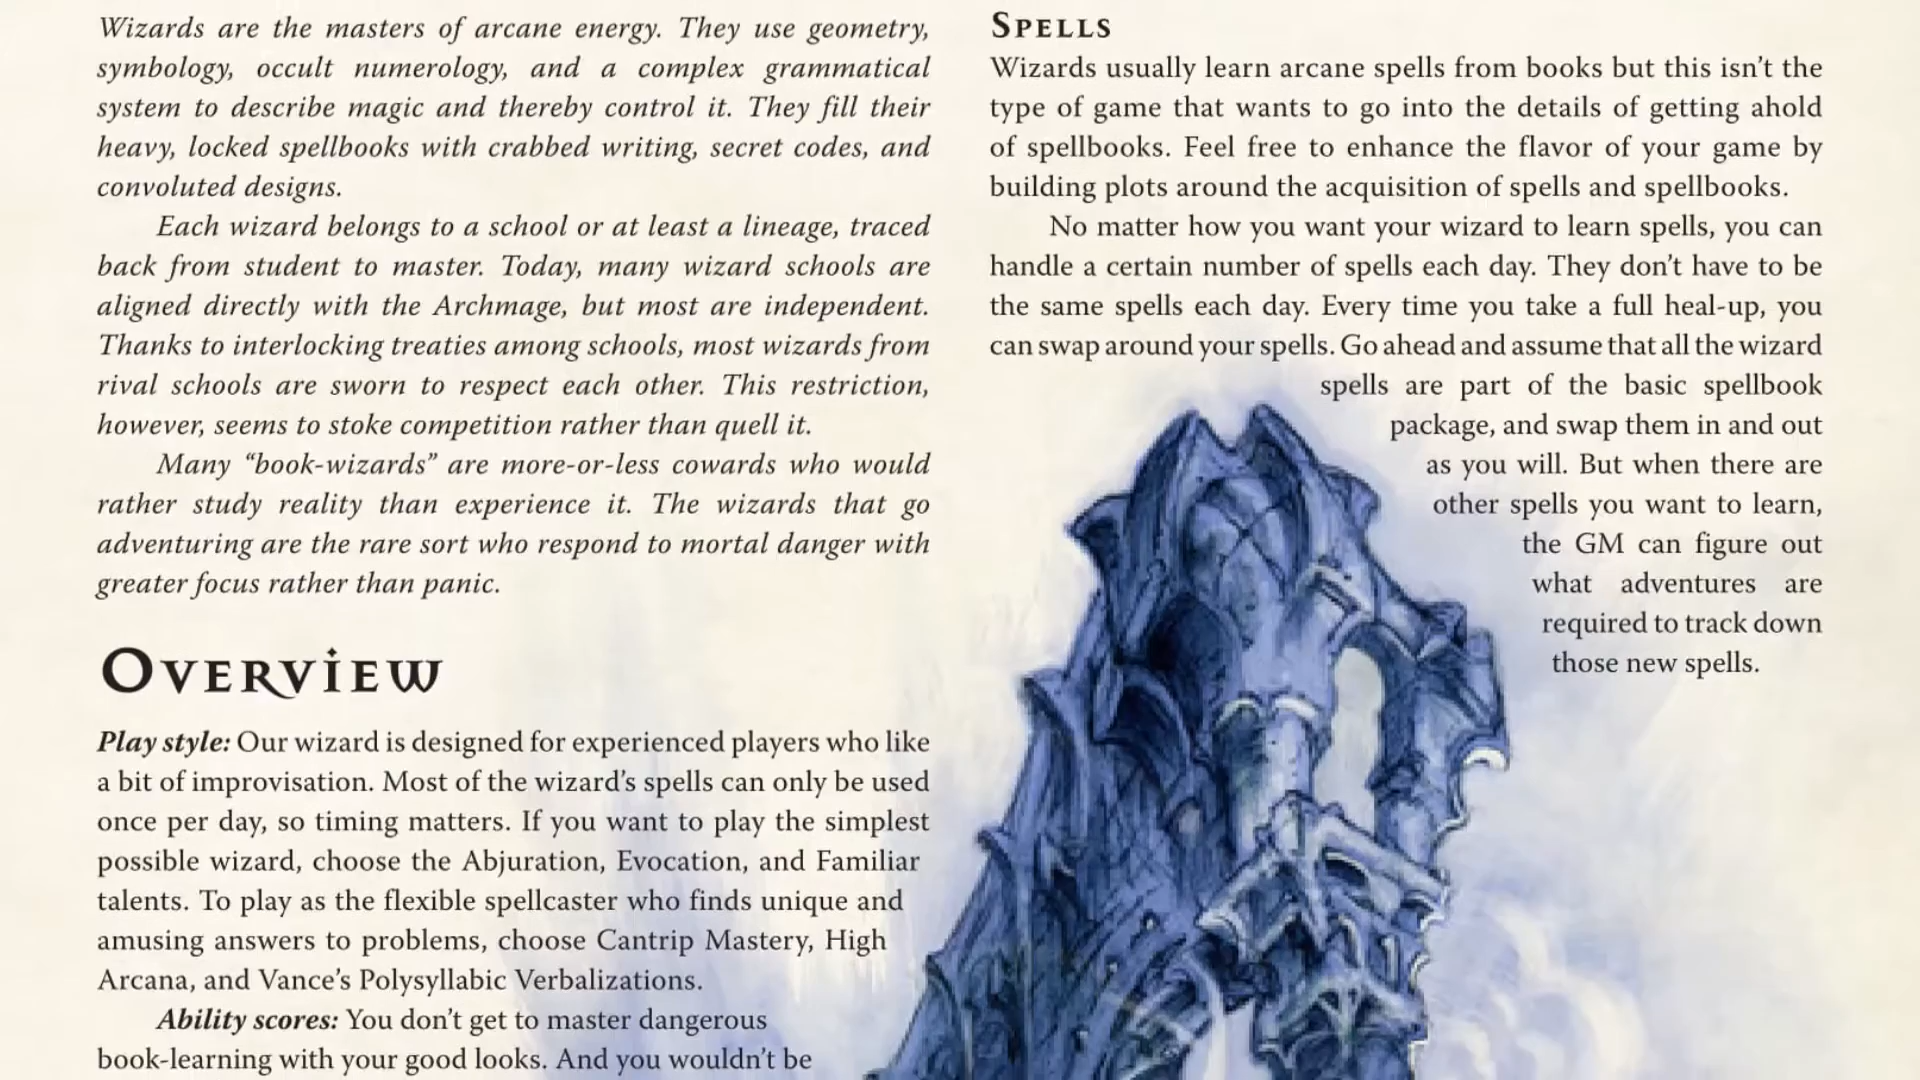 Wizards are the masters of arcane energy. They use geometry,
symbology, occult numerology, and a complex grammatical
system to describe magic and thereby control it. They fill their
heavy, locked spellbooks with crabbed writing, secret codes, and
convoluted designs.
Each wizard belongs to a school or at least a lineage, traced
back from student to master. Today, many wizard schools are
aligned directly with the Archmage, but most are independent.
Thanks to interlocking treaties among schools, most wizards from
rival schools are sworn to respect each other. This restriction,
however, seems to stoke competition rather than quell it.
Many “book-wizards” are more-or-less cowards who would
rather study reality than experience it. The wizards that go
adventuring are the rare sort who respond to mortal danger with
greater focus rather than panic.
Overview
Play style: Our wizard is designed for experienced players who like
a bit of improvisation. Most of the wizard’s spells can only be used
once per day, so timing matters. If you want to play the simplest
possible wizard, choose the Abjuration, Evocation, and Familiar
talents. To play as the flexible spellcaster who finds unique and
amusing answers to problems, choose Cantrip Mastery, High
Arcana, and Vance’s Polysyllabic Verbalizations.
Ability scores: You don’t get to master dangerous
book-learning with your good looks. And you wouldn’t be
Spells
Wizards usually learn arcane spells from books but this isn’t the
type of game that wants to go into the details of getting ahold
of spellbooks. Feel free to enhance the flavor of your game by
building plots around the acquisition of spells and spellbooks.
No matter how you want your wizard to learn spells, you can
handle a certain number of spells each day. They don’t have to be
the same spells each day. Every time you take a full heal-up, you
can swap around your spells. Go ahead and assume that all the wizard
spells are part of the basic spellbook
package, and swap them in and out
as you will. But when there are
other spells you want to learn,
the GM can figure out
what adventures are
required to track down
those new spells.